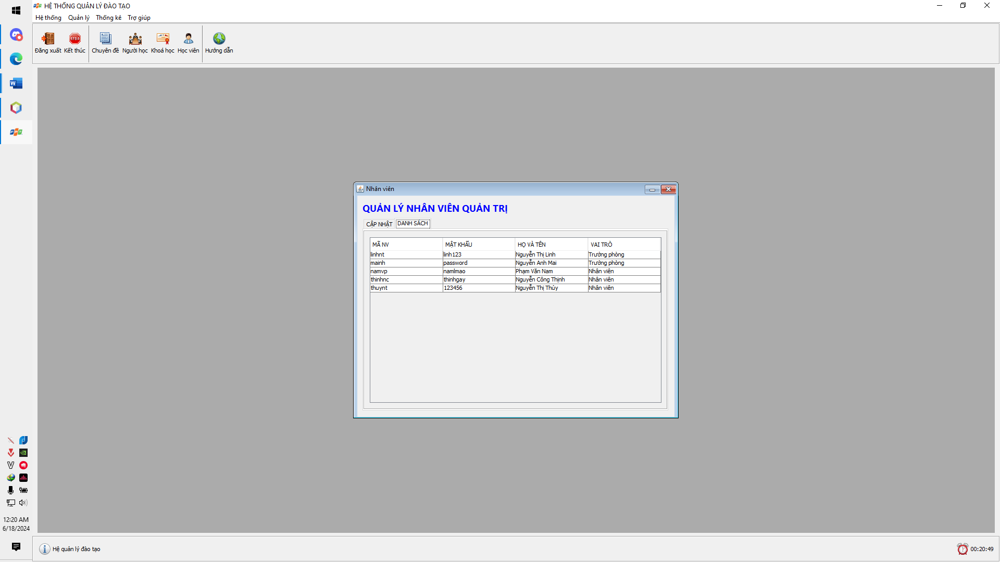 HỆ THỐNG QUẢN LÝ ĐÀO TẠO
Hệ thống Quản lý Thống kê Trợ giúp
STOP
Đăng xuất Kết thúc Chuyên đề Người học Khoá học Học viên Hướng dẫn
W
FPT
Nhân viên
QUẢN LÝ NHÂN VIÊN QUẢN TRỊ
CẬP NHẬT DANH SÁCH
MÃ NV MẬT KHẨU HỌ VÀ TÊN VAI TRÒ
linhnt linh123 Nguyễn Thị Linh Trưởng phòng
mainh password Nguyễn Anh Mai Trưởng phòng
namvp namlmao Phạm Văn Nam Nhân viên
thinhnc thinhgay Nguyễn Công Thịnh Nhân viên
thuynt 123456 Nguyễn Thị Thủy Nhân viên
12:20 AM
6/18/2024
Hệ quản lý đào tạo
00:20:49